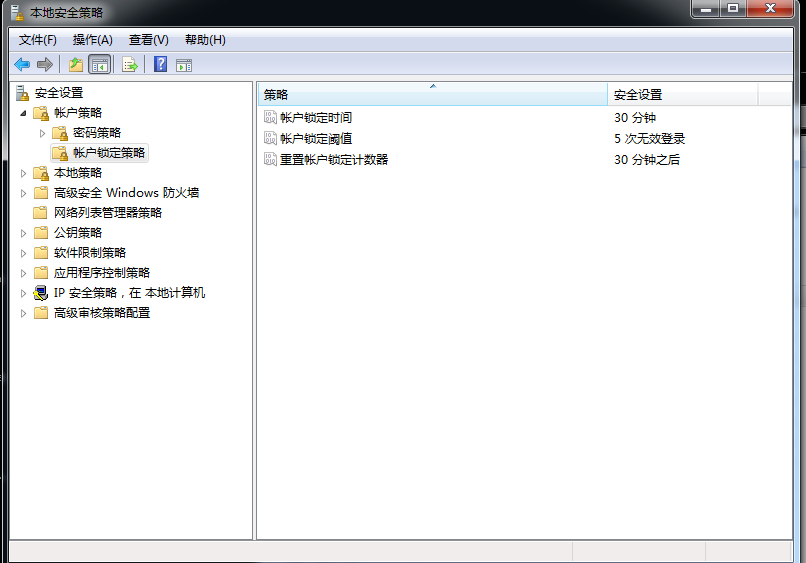 本地安全策略
文件(F) 操作(A) 查看(V) 帮助(H)
安全设置
帐户策略
密码策略
帐户锁定策略
本地策略
高级安全 Windows 防火墙
网络列表管理器策略
公钥策略
软件限制策略
应用程序控制策略
IP 安全策略，在 本地计算机
高级审核策略配置
策略 安全设置
帐户锁定时间 30 分钟
帐户锁定阈值 5 次无效登录
重置帐户锁定计数器 30 分钟之后